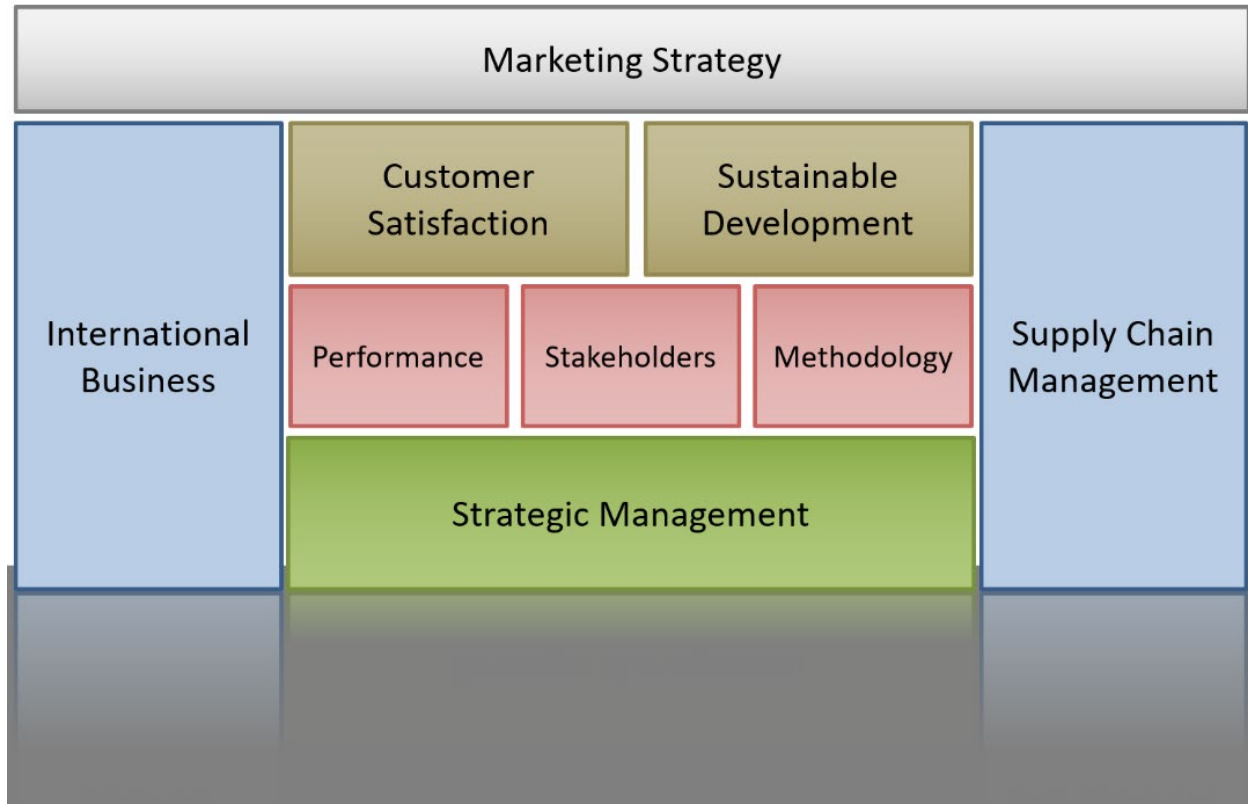 Marketing Strategy
Customer
Satisfaction
Sustainable
Development
International
Business
Performance
Stakeholders
Methodology
Supply Chain
Management
Strategic Management